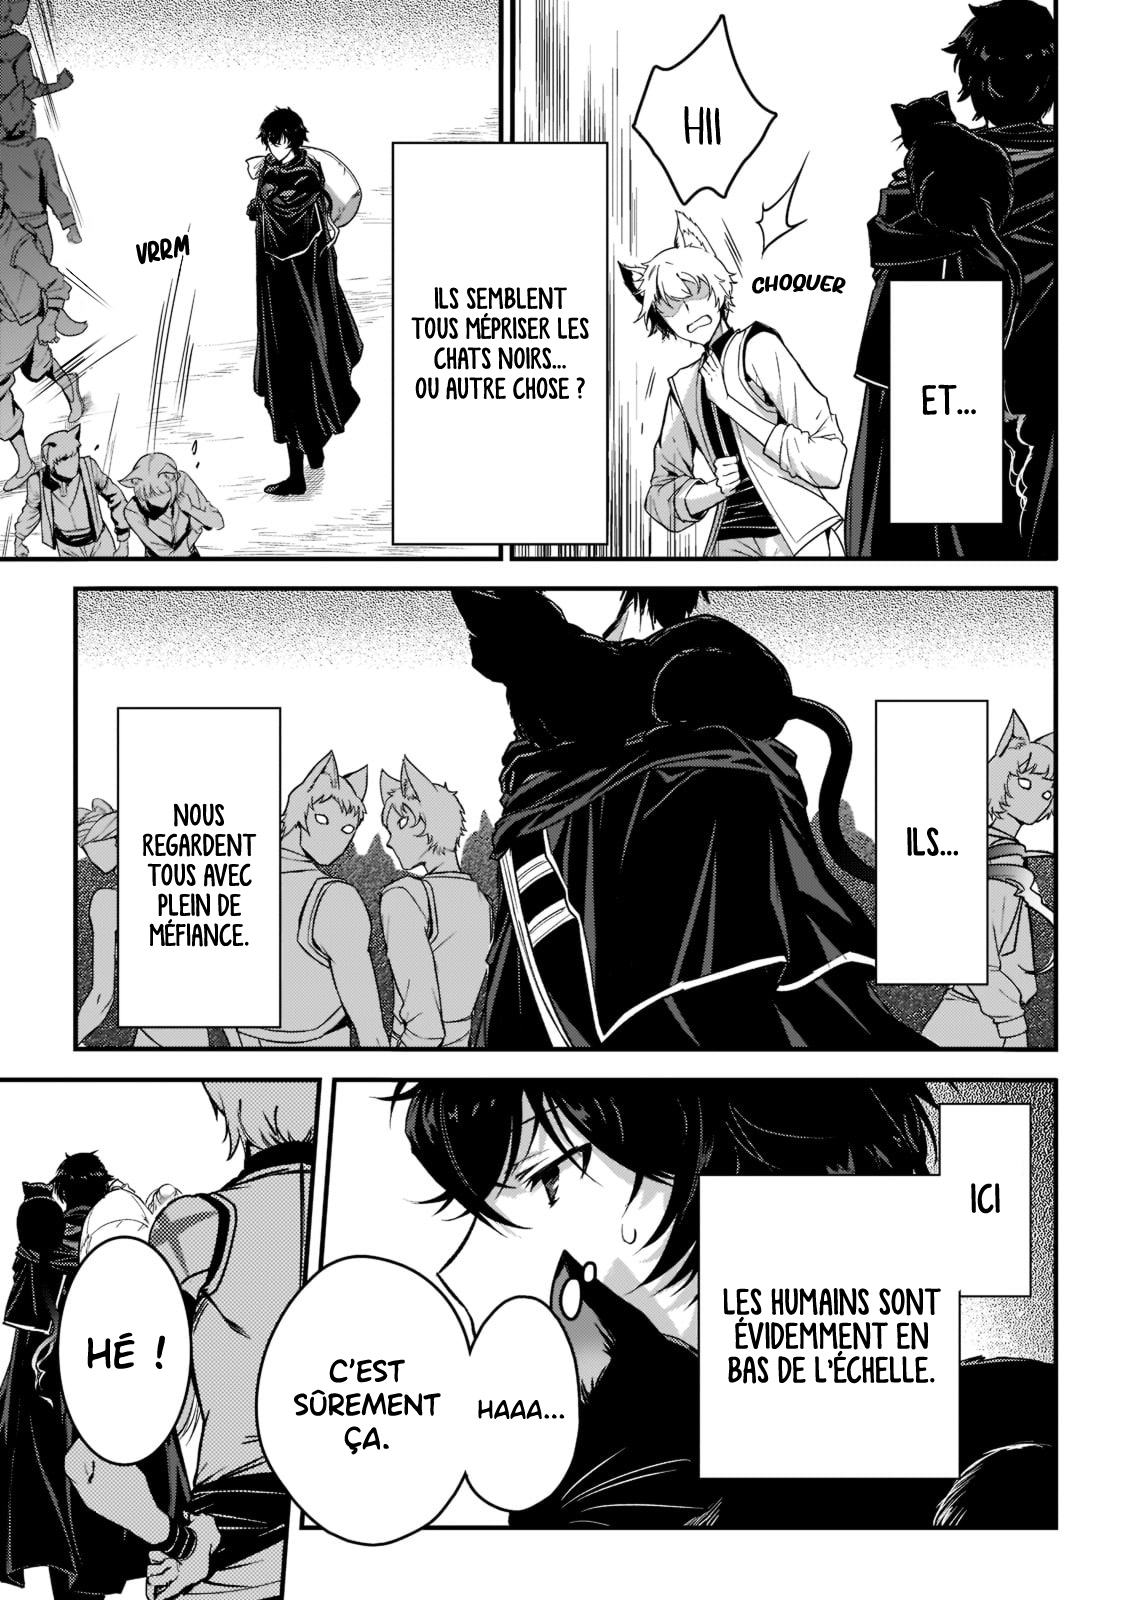 HII
CHOQUER
ET...
ILS SEMBLENT
TOUS MÉPRISER LES
CHATS NOIRS...
OU AUTRE CHOSE ?
VRRM
ILS...
NOUS
REGARDENT
TOUS AVEC
PLEIN DE
MÉFIANCE.
ICI
LES HUMAINS SONT
ÉVIDEMMENT EN
BAS DE L'ÉCHELLE.
HAAA...
C'EST
SÛREMENT
ÇA.
HÉ !